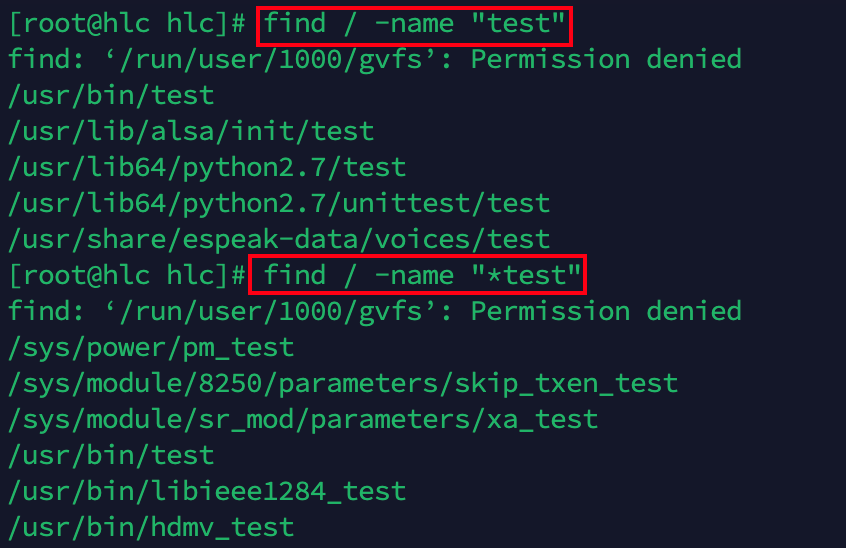 [root@hlc hlc]# find / -name "test"
find: ‘/run/user/1000/gvfs’: Permission denied
/usr/bin/test
/usr/lib/alsa/init/test
/usr/lib64/python2.7/test
/usr/lib64/python2.7/unittest/test
/usr/share/espeak-data/voices/test
[root@hlc hlc]# find / -name "*test"
find: ‘/run/user/1000/gvfs’: Permission denied
/sys/power/pm_test
/sys/module/8250/parameters/skip_txen_test
/sys/module/sr_mod/parameters/xa_test
/usr/bin/test
/usr/bin/libieee1284_test
/usr/bin/hdmv_test